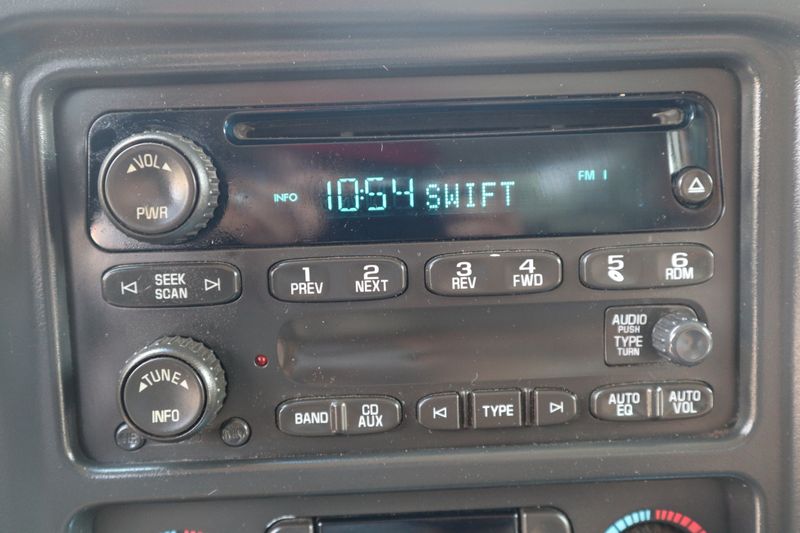 VOL
PWR
INFO 10:54 SWIFT FM 1
SEEK
SCAN
1
PREV
2
NEXT
3
REV
4
FWD
5
6
RDM
AUDIO
PUSH
TYPE
TURN
TUNE
INFO
BAND
CD
AUX
TYPE
AUTO
EQ
AUTO
VOL